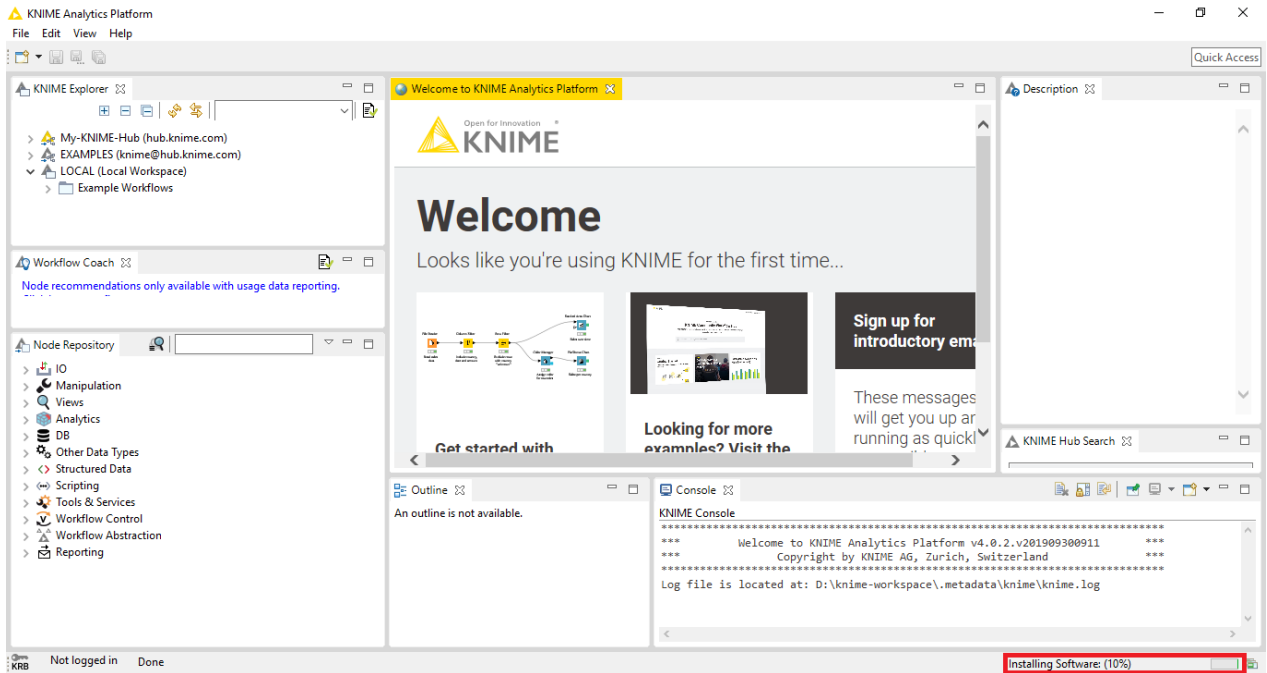 KNIME Analytics Platform
File Edit View Help
Quick Access
KNIME Explorer
My-KNIME-Hub (hub.knime.com)
EXAMPLES (knime@hub.knime.com)
LOCAL (Local Workspace)
Example Workflows
Workflow Coach
Node recommendations only available with usage data reporting.
Node Repository
IO
Manipulation
Views
Analytics
DB
Other Data Types
Structured Data
Scripting
Tools & Services
Workflow Control
Workflow Abstraction
Reporting
Welcome to KNIME Analytics Platform
Open for Innovation
KNIME
Welcome
Looks like you're using KNIME for the first time...
Get started with
Looking for more
examples? Visit the
Sign up for
introductory ema
These messages
will get you up ar
running as quickl
Description
KNIME Hub Search
Outline
An outline is not available.
Console
KNIME Console
*******************************************************************************
*** Welcome to KNIME Analytics Platform v4.0.2.v201909300911 ***
*** Copyright by KNIME AG, Zurich, Switzerland ***
*******************************************************************************
Log file is located at: D:\knime-workspace\.metadata\knime\knime.log
KRB Not logged in Done
Installing Software: (10%)